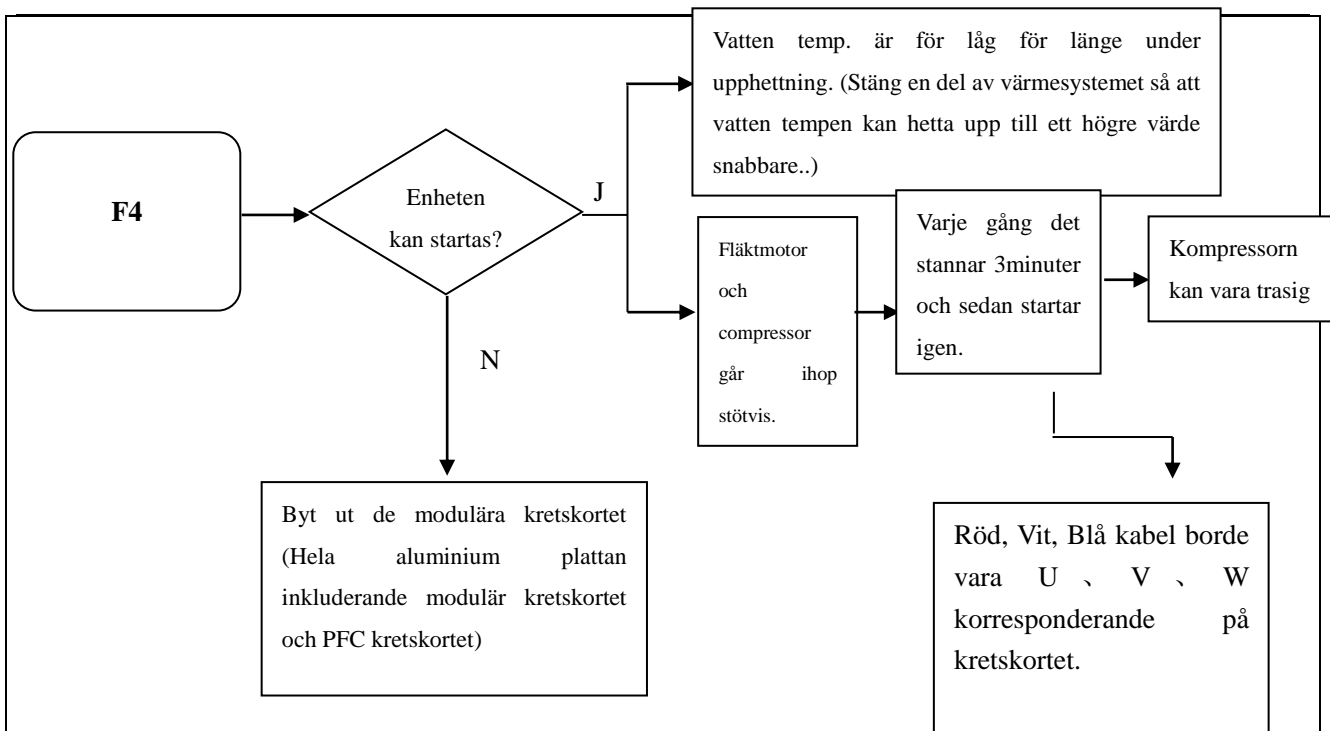 Vatten temp. är för låg för länge under
upphettning. (Stäng en del av värmesystemet så att
vatten tempen kan hetta upp till ett högre värde
snabbare..)
F4
Enheten
kan startas?
J
N
Fläktmotor
och
compressor
går ihop
stötvis.
Varje gång det
stannar 3minuter
och sedan startar
igen.
Kompressorn
kan vara trasig
Byt ut de modulära kretskortet
(Hela aluminium plattan
inkluderande modulär kretskortet
och PFC kretskortet)
Röd, Vit, Blå kabel borde
vara U 、 V 、 W
korresponderande på
kretskortet.